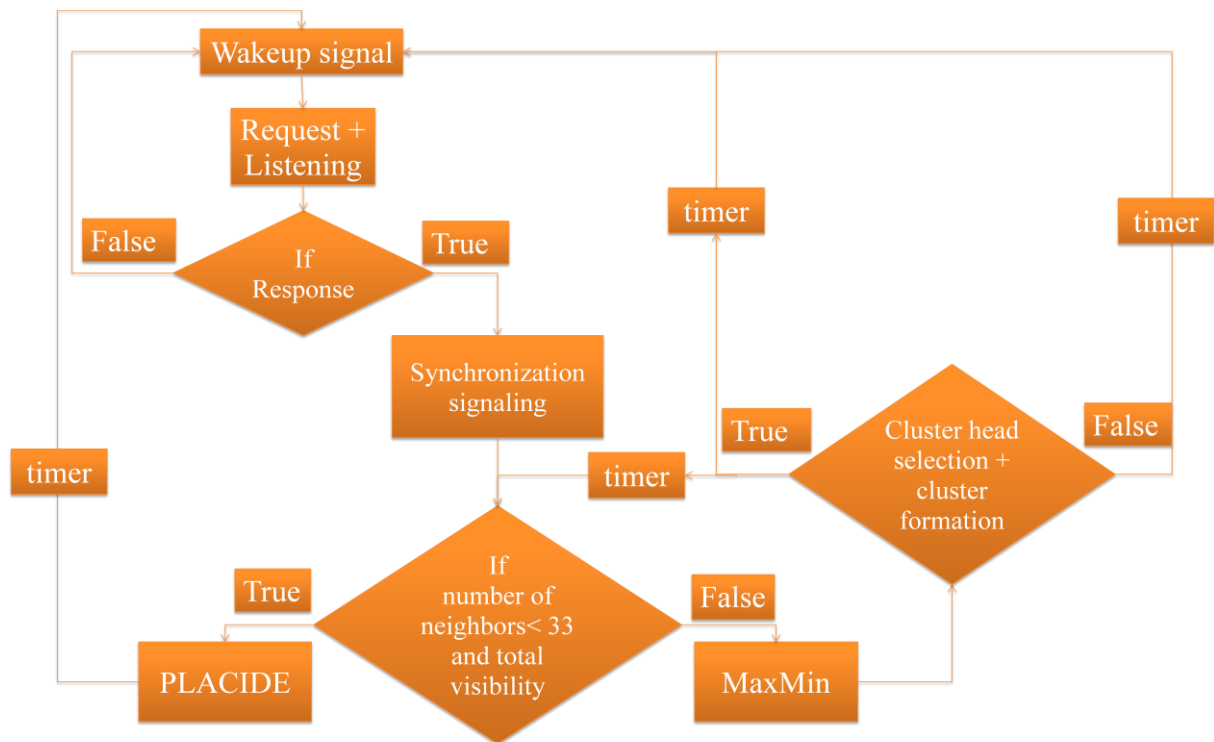 Wakeup signal
Request +
Listening
False
True
If
Response
timer
timer
Synchronization
signaling
True
Cluster head
selection +
cluster
formation
False
timer
timer
True
If
number of
neighbors< 33
and total
visibility
False
PLACIDE
MaxMin